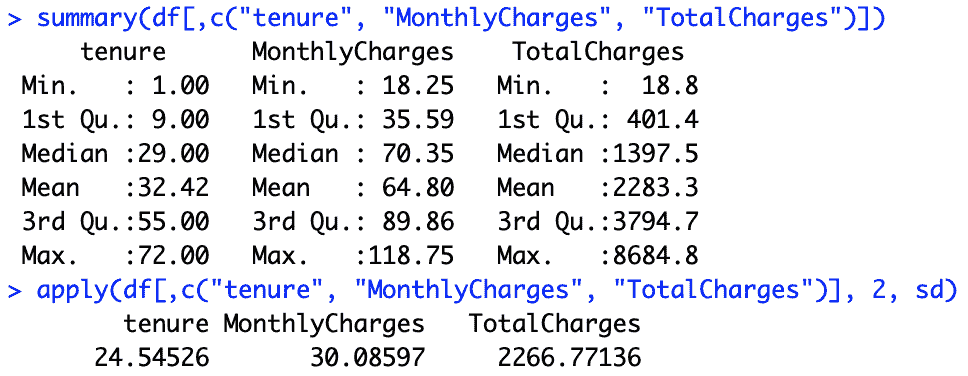 > summary(df[,c("tenure", "MonthlyCharges", "TotalCharges")])
     tenure      MonthlyCharges    TotalCharges
 Min.   : 1.00   Min.   : 18.25   Min.   :  18.8
 1st Qu.: 9.00   1st Qu.: 35.59   1st Qu.: 401.4
 Median :29.00   Median : 70.35   Median :1397.5
 Mean   :32.42   Mean   : 64.80   Mean   :2283.3
 3rd Qu.:55.00   3rd Qu.: 89.86   3rd Qu.:3794.7
 Max.   :72.00   Max.   :118.75   Max.   :8684.8
> apply(df[,c("tenure", "MonthlyCharges", "TotalCharges")], 2, sd)
        tenure MonthlyCharges   TotalCharges
      24.54526       30.08597     2266.77136